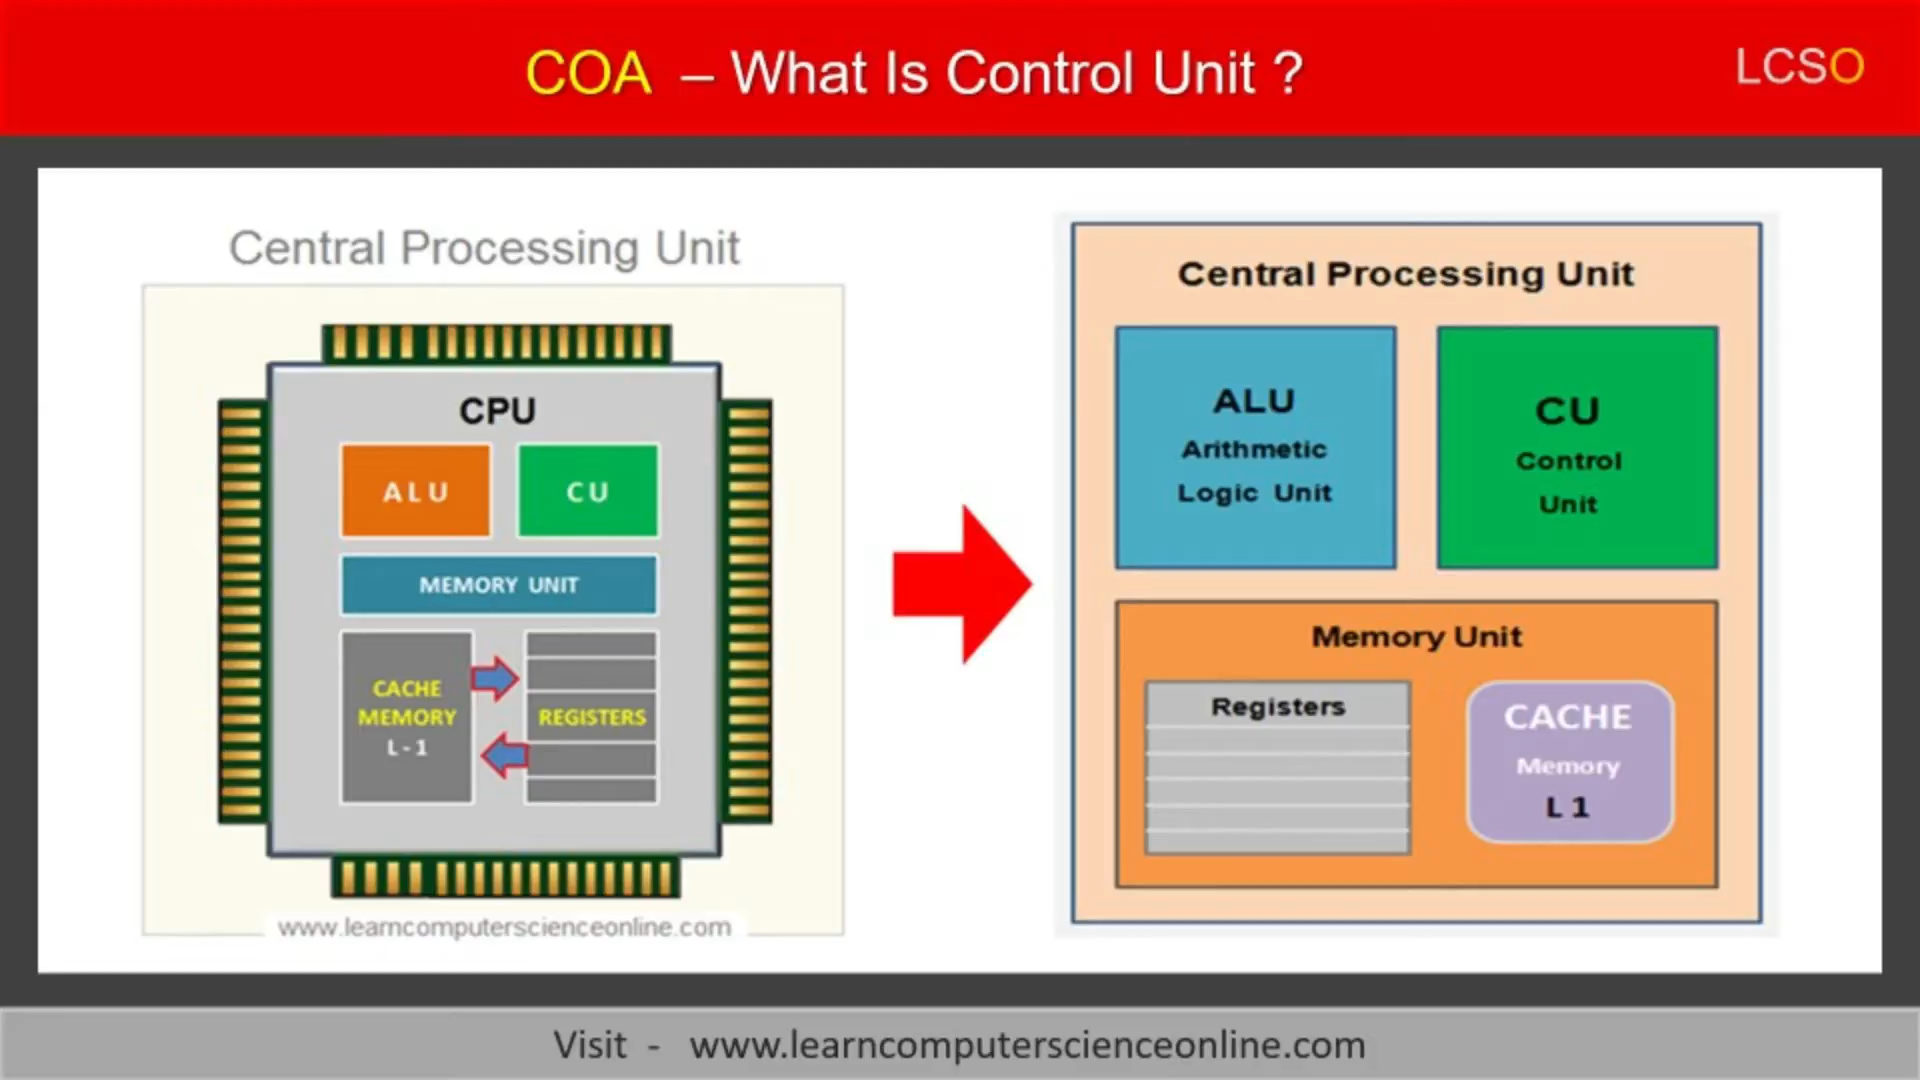 COA – What Is Control Unit ?
LCSO
Central Processing Unit
CPU
ALU
CU
MEMORY UNIT
CACHE
MEMORY
L - 1
REGISTERS
www.learncomputerscienceonline.com
Central Processing Unit
ALU
Arithmetic
Logic Unit
CU
Control
Unit
Memory Unit
Registers
CACHE
Memory
L 1
Visit - www.learncomputerscienceonline.com